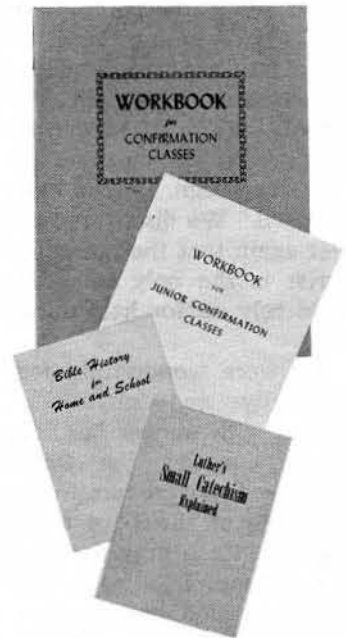 WORKBOOK
for
CONFIRMATION
CLASSES
WORKBOOK
FOR
JUNIOR CONFIRMATION
CLASSES
Bible History
for
Home and School
Luther's
Small Catechism
Explained